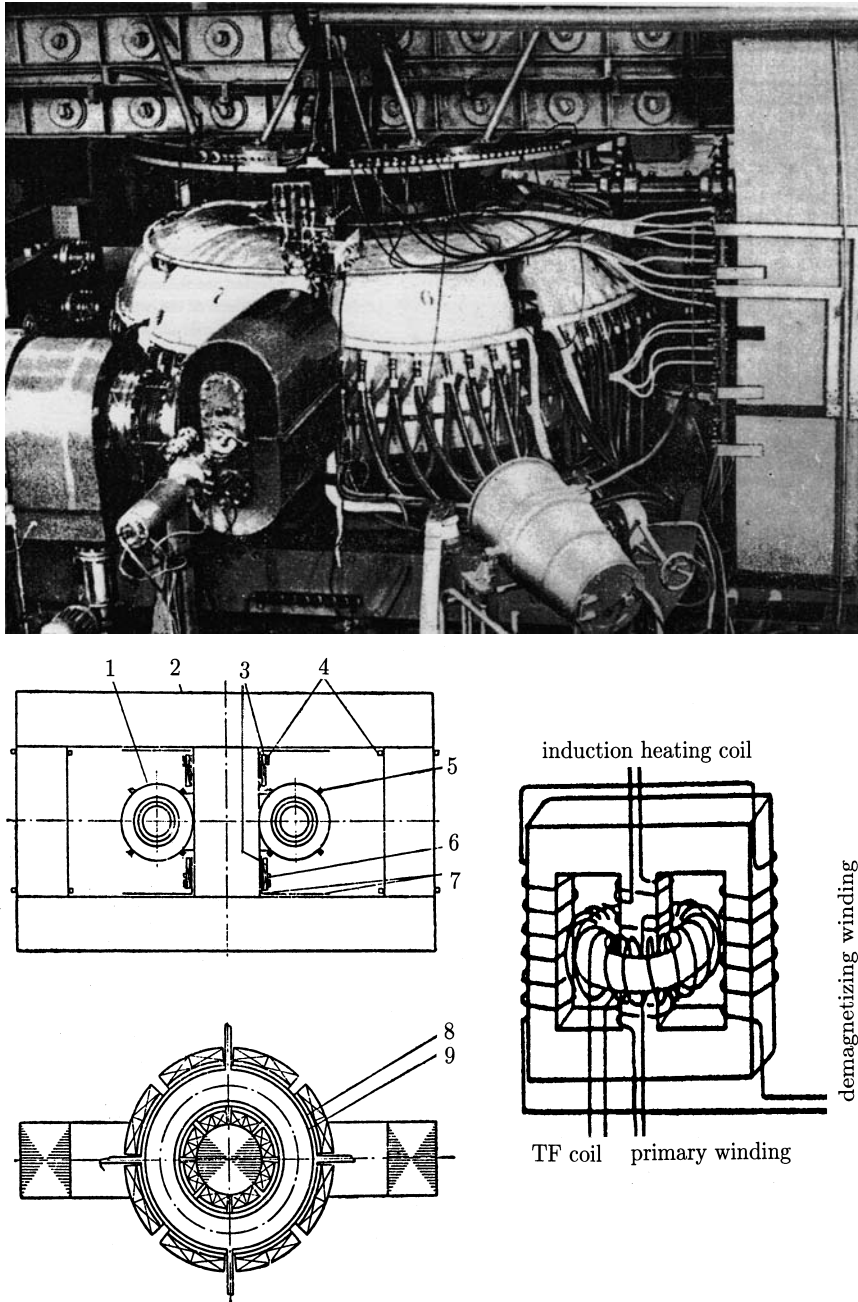 7
6
1
2
3
4
5
6
7
8
9
induction heating coil
demagnetizing winding
TF coil
primary winding